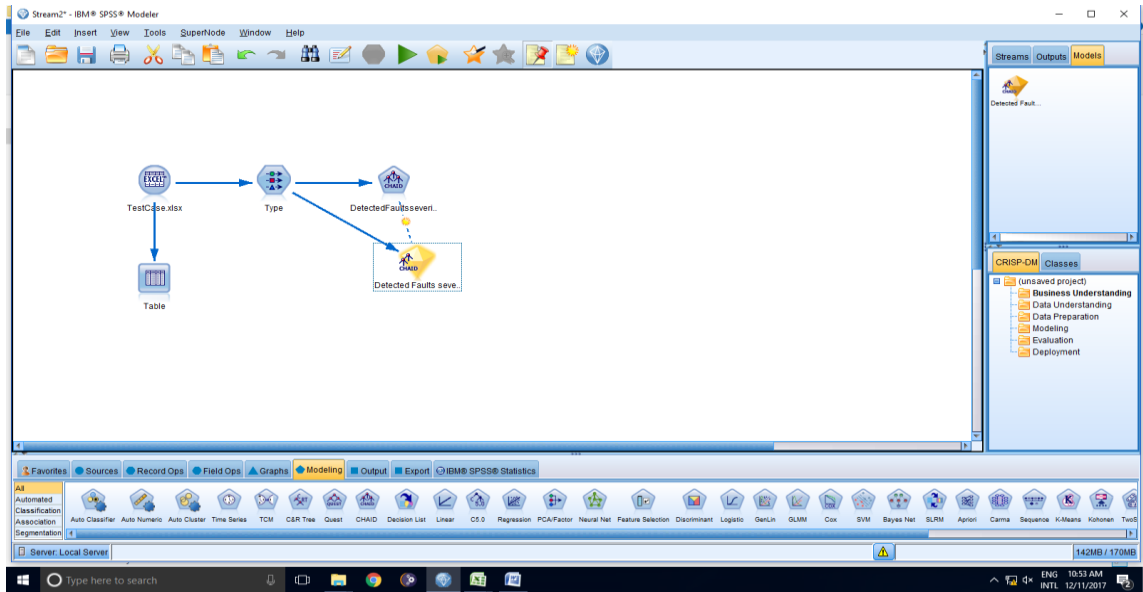 Stream2* - IBM® SPSS® Modeler
File Edit Insert View Tools SuperNode Window Help
Streams Outputs Models
Detected Fault...
EXCEL
TestCase.xlsx
Type
CHAID
DetectedFaultsseveri..
CHAID
Detected Faults seve..
Table
CRISP-DM Classes
(unsaved project)
Business Understanding
Data Understanding
Data Preparation
Modeling
Evaluation
Deployment
Favorites Sources Record Ops Field Ops Graphs Modeling Output Export IBM® SPSS® Statistics
All
Automated
Classification
Association
Segmentation
Auto Classifier Auto Numeric Auto Cluster Time Series TCM C&R Tree Quest CHAID Decision List Linear C5.0 Regression PCA/Factor Neural Net Feature Selection Discriminant Logistic GenLin GLMM Cox SVM Bayes Net SLRM Apriori Carma Sequence K-Means Kohonen TwoS
Server: Local Server
142MB / 170MB
Type here to search
ENG 10:53 AM
INTL 12/11/2017
2